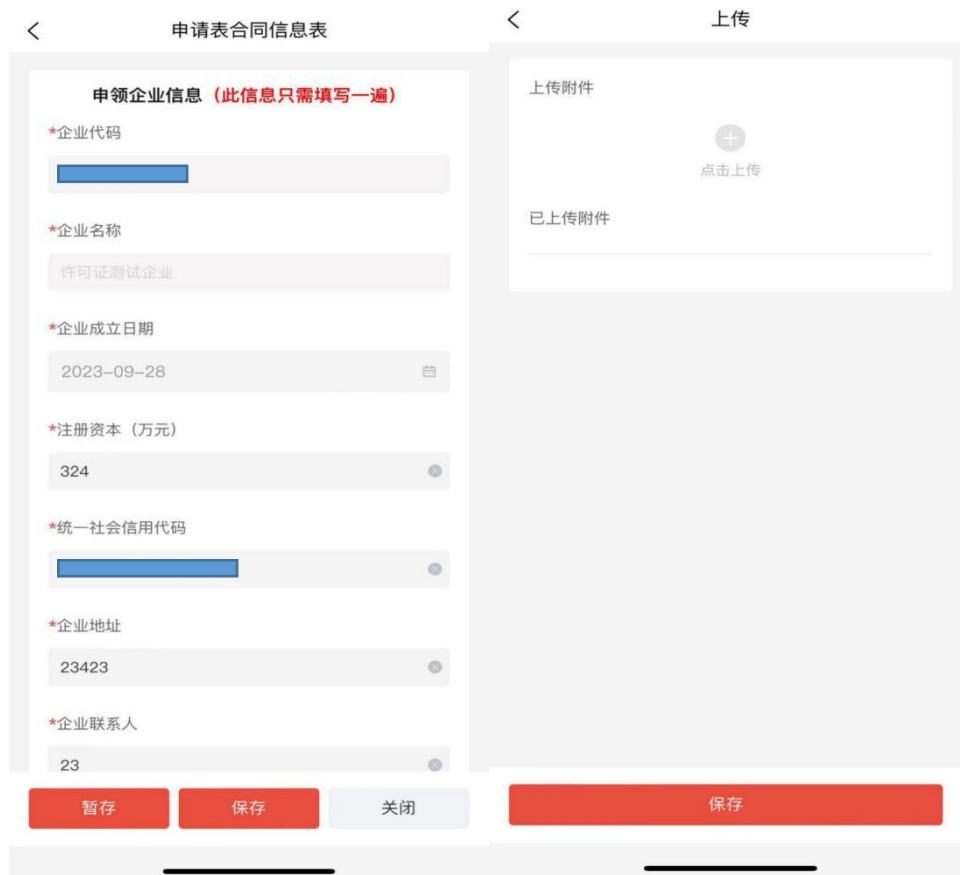 申请表合同信息表
申领企业信息（此信息只需填写一遍）
*企业代码
*企业名称
许可证测试企业
*企业成立日期
2023-09-28
*注册资本（万元）
324
*统一社会信用代码
*企业地址
23423
*企业联系人
23
暂存
保存
关闭
上传
上传附件
点击上传
已上传附件
保存